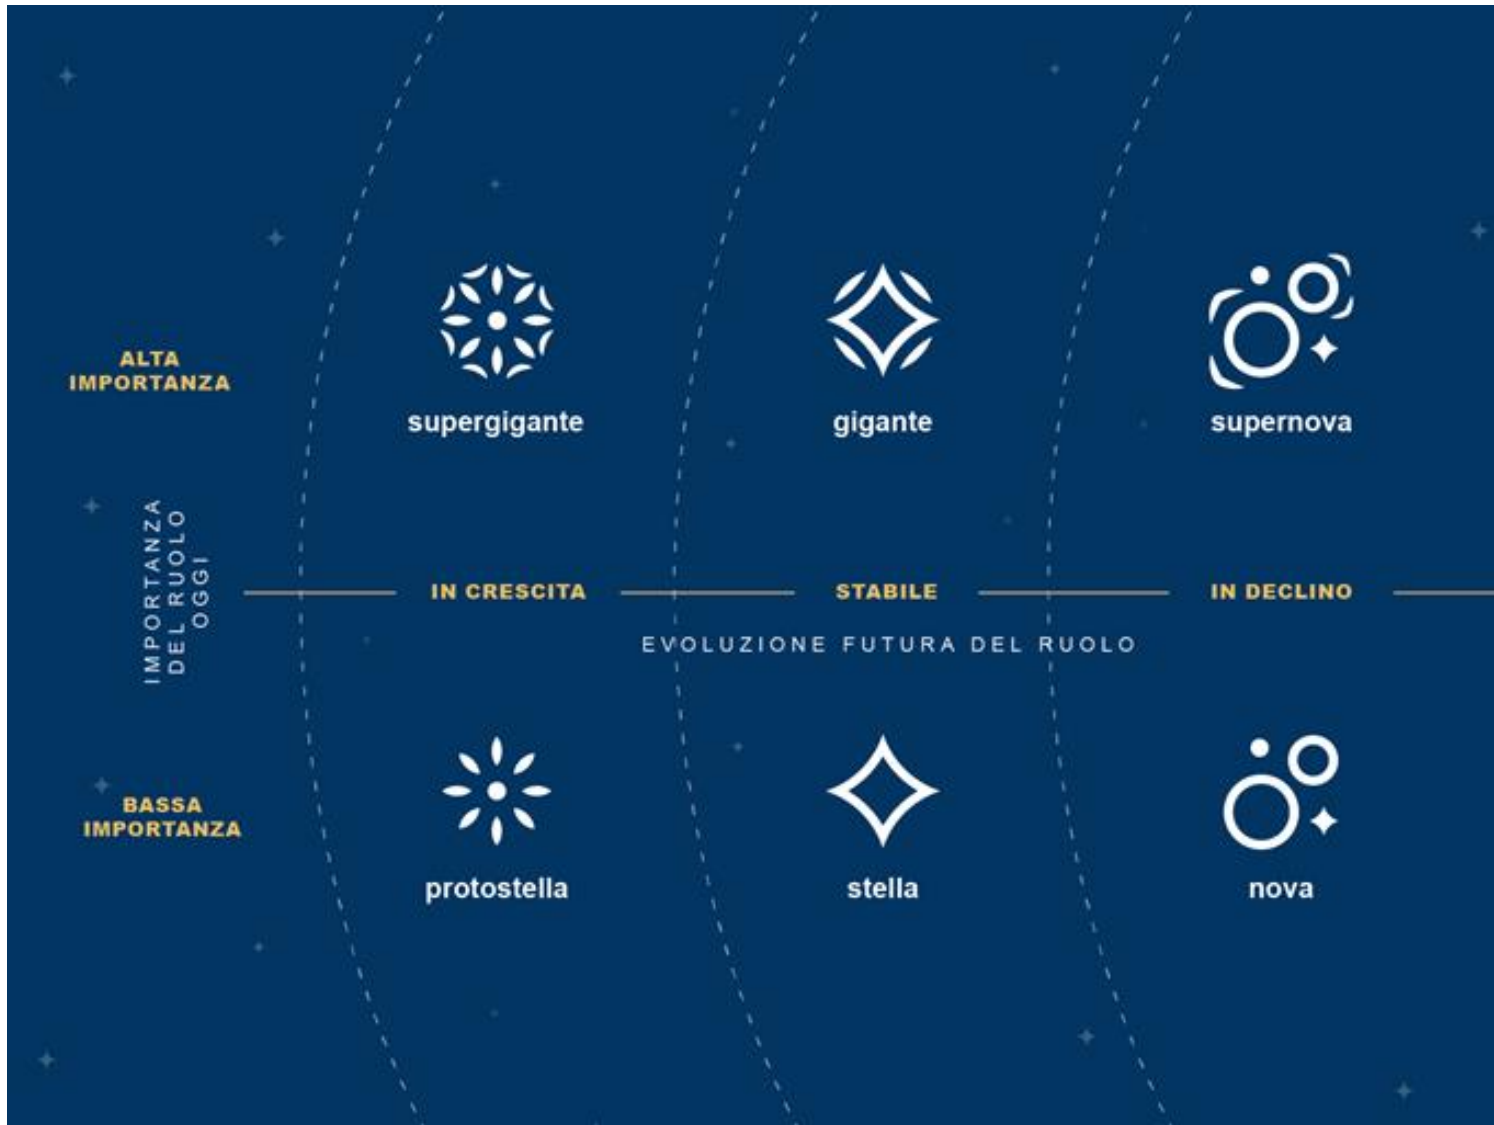 ALTA
IMPORTANZA
supergigante
gigante
supernova
IMPORTANZA
DEL RUOLO
OGGI
IN CRESCITA
STABILE
IN DECLINO
EVOLUZIONE FUTURA DEL RUOLO
BASSA
IMPORTANZA
protostella
stella
nova